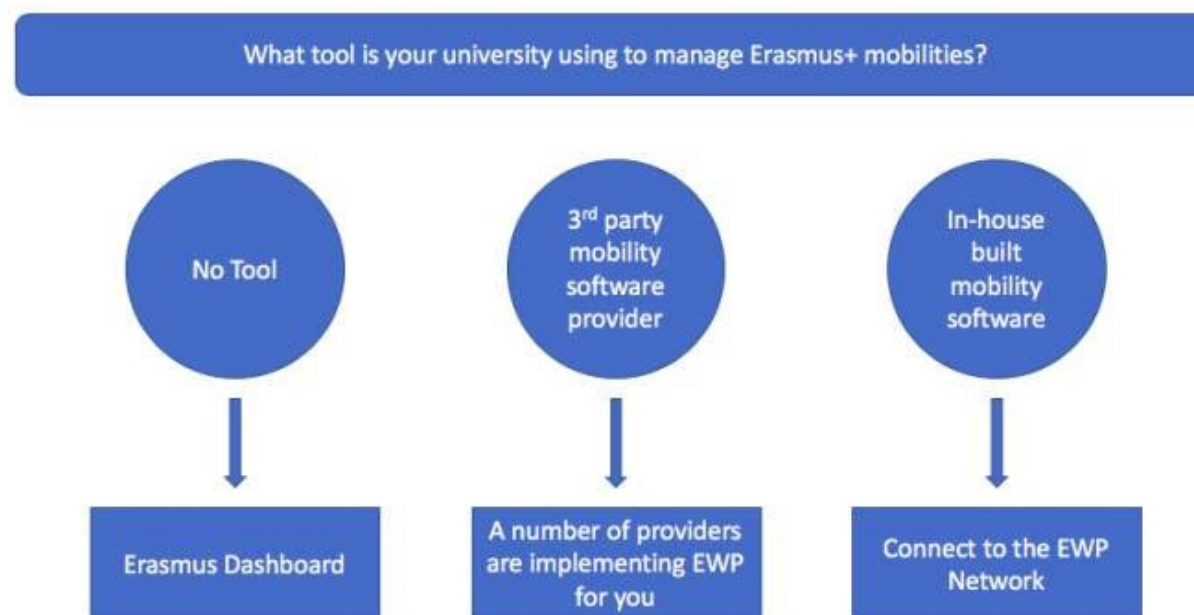 What tool is your university using to manage Erasmus+ mobilities?
No Tool
3rd party
mobility
software
provider
In-house
built
mobility
software
Erasmus Dashboard
A number of providers
are implementing EWP
for you
Connect to the EWP
Network